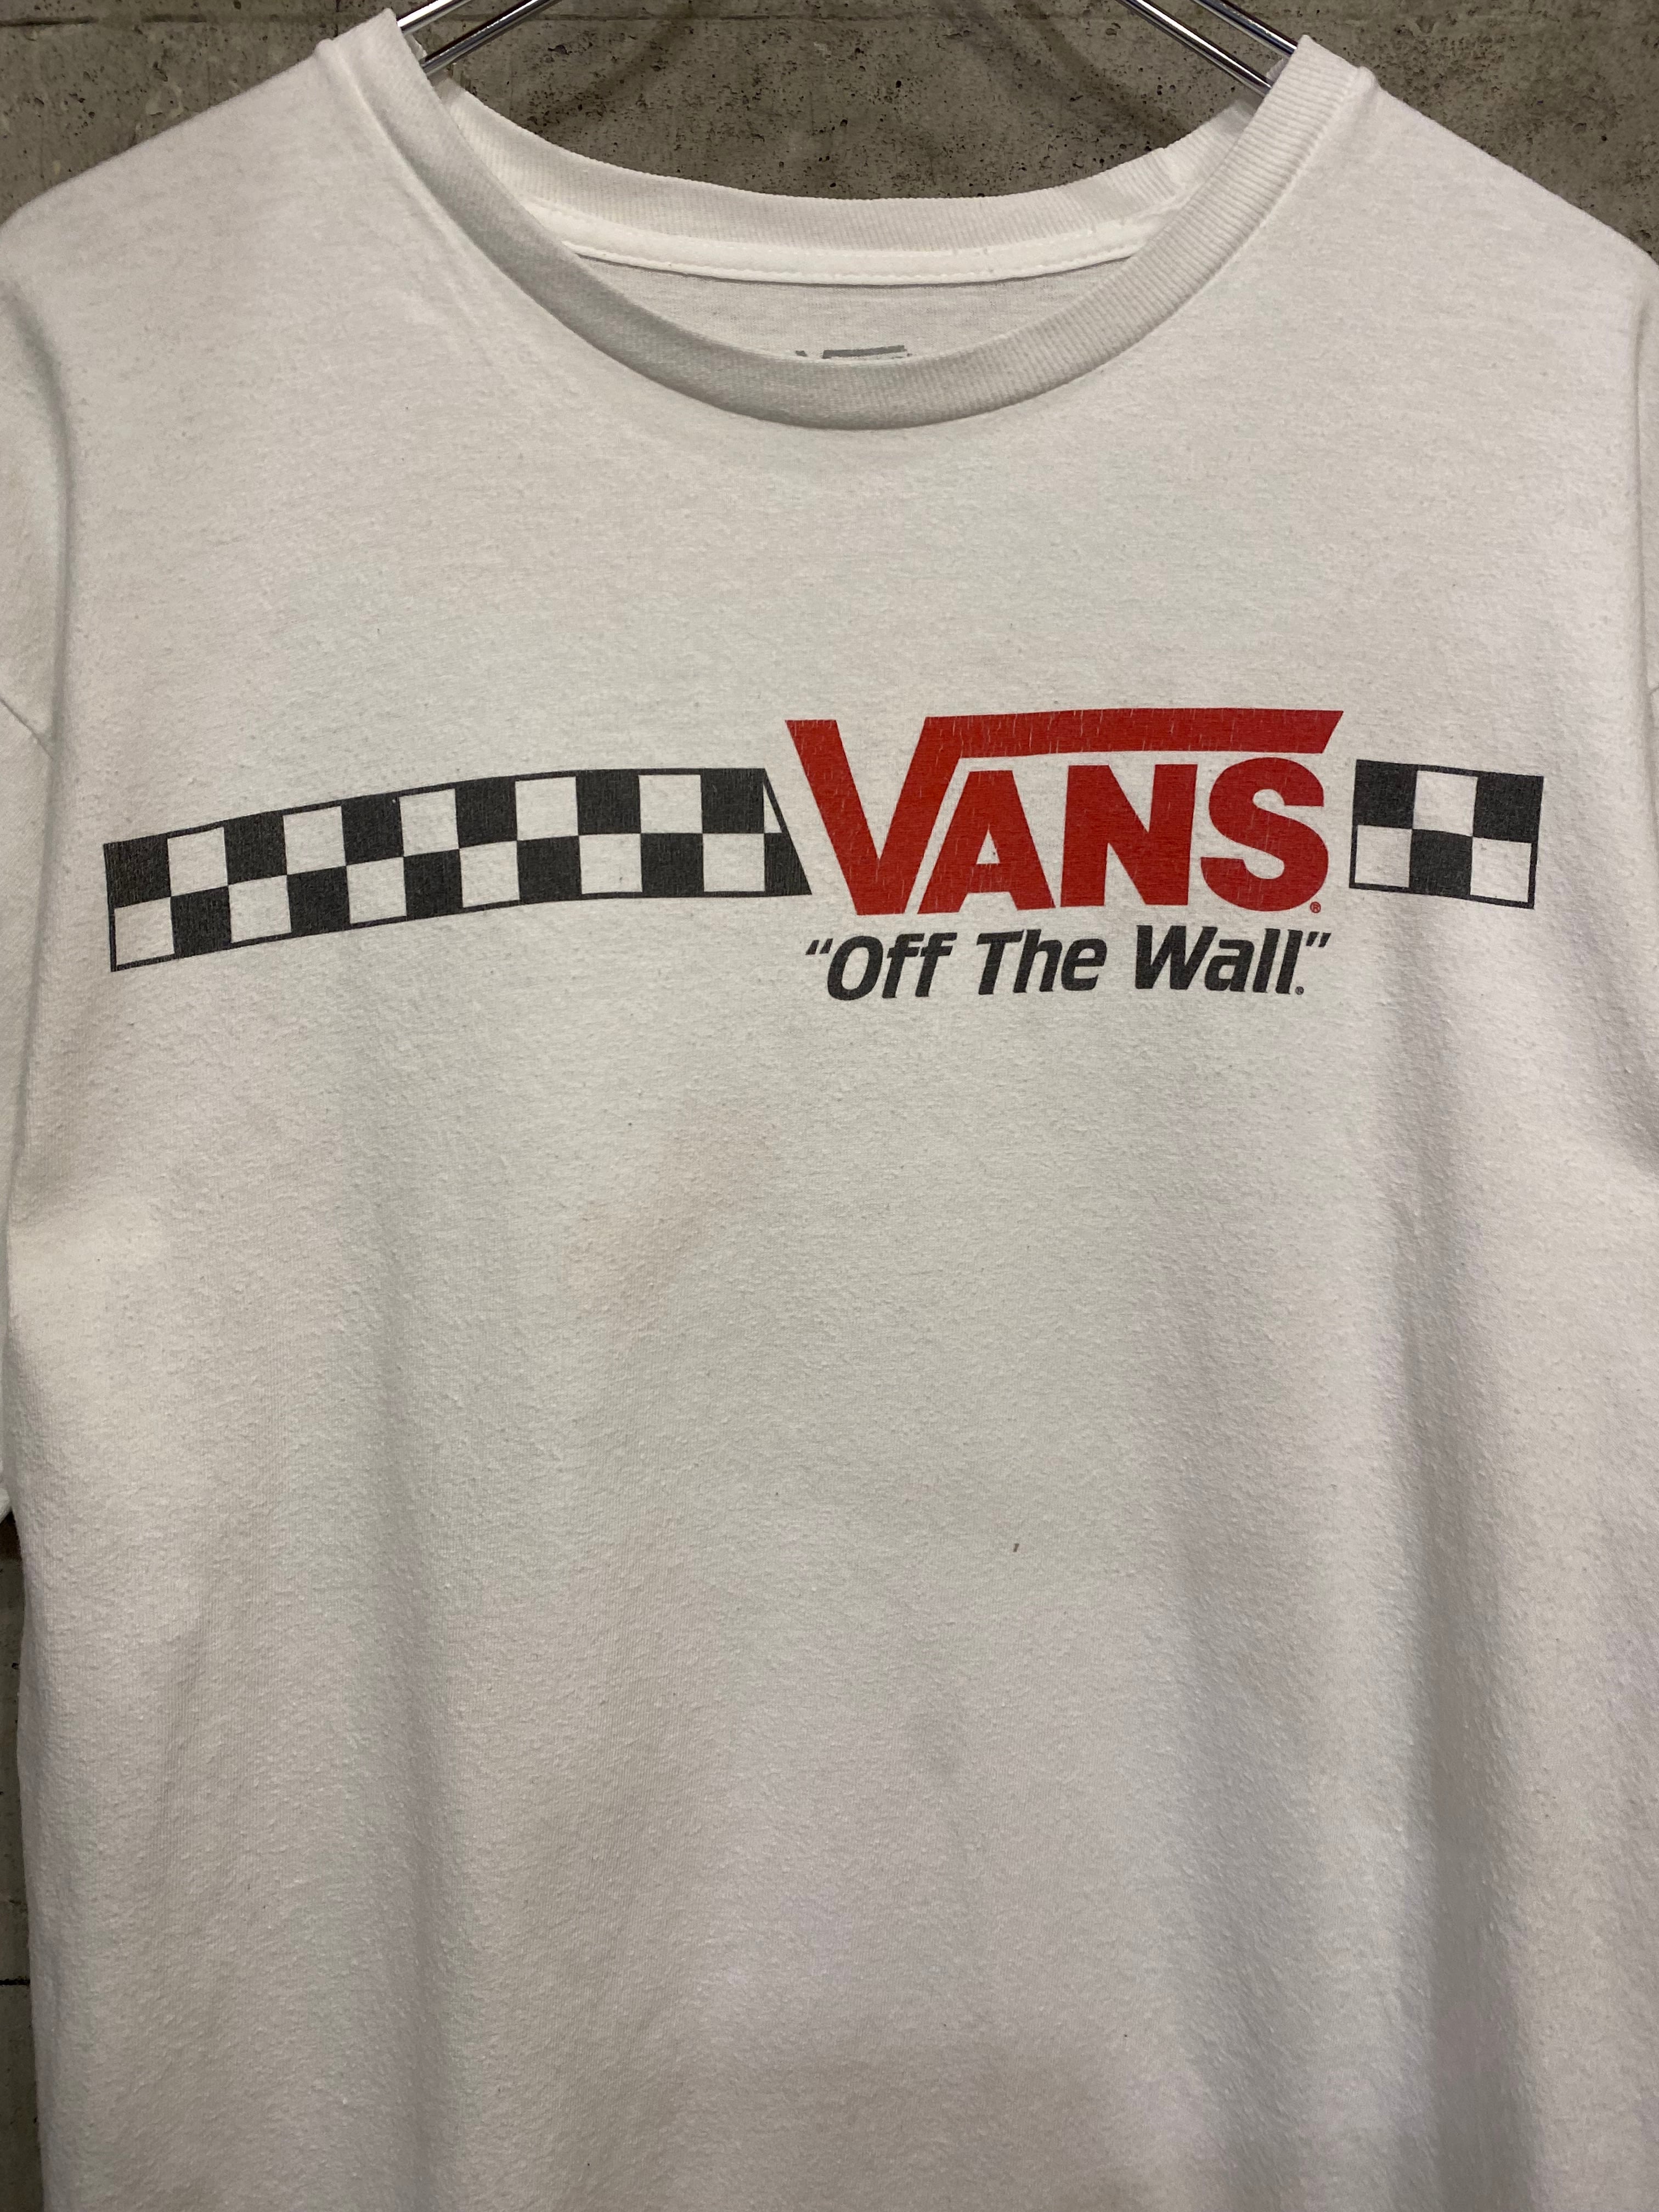 VANS®
"Off The Wall."